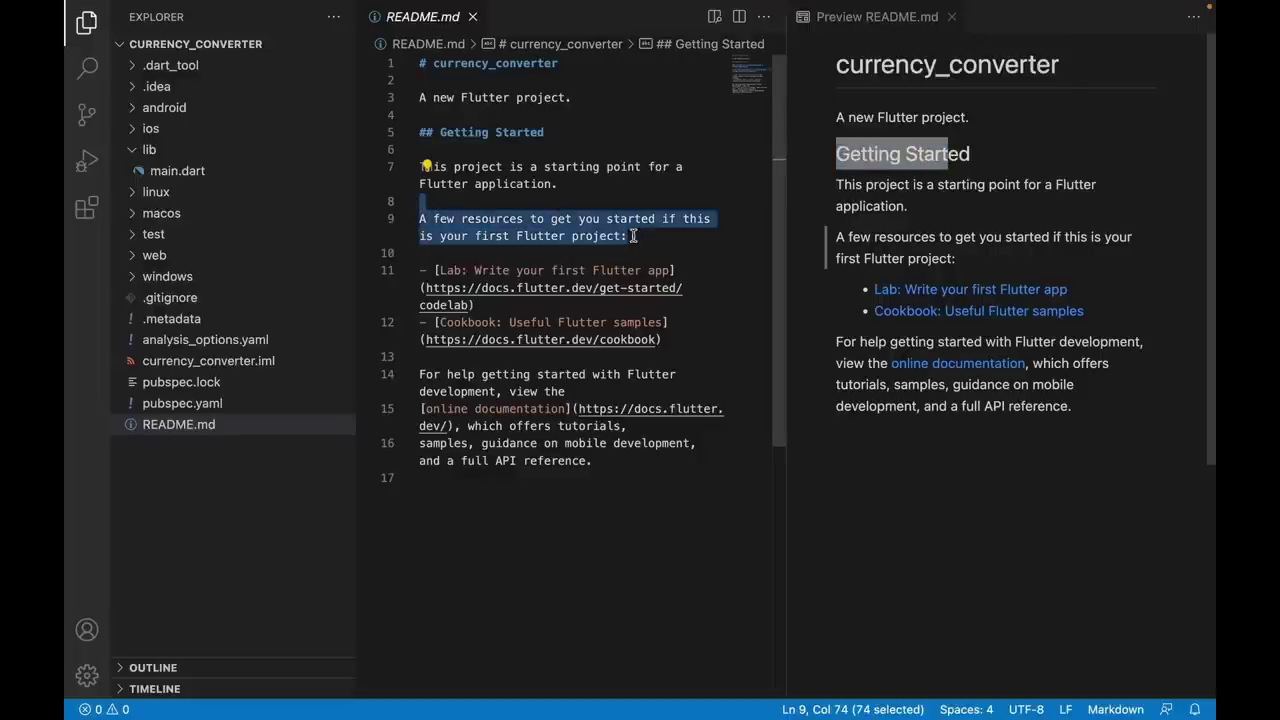 EXPLORER
CURRENCY_CONVERTER
.dart_tool
.idea
android
ios
lib
main.dart
linux
macos
test
web
windows
.gitignore
.metadata
analysis_options.yaml
currency_converter.iml
pubspec.lock
pubspec.yaml
README.md
OUTLINE
TIMELINE
README.md
README.md > # currency_converter > ## Getting Started
1 # currency_converter
2
3 A new Flutter project.
4
5 ## Getting Started
6
7 This project is a starting point for a
Flutter application.
8
9 A few resources to get you started if this
is your first Flutter project:
10
11 - [Lab: Write your first Flutter app]
(https://docs.flutter.dev/get-started/
codelab)
12 - [Cookbook: Useful Flutter samples]
(https://docs.flutter.dev/cookbook)
13
14 For help getting started with Flutter
development, view the
15 [online documentation](https://docs.flutter.
dev/), which offers tutorials,
16 samples, guidance on mobile development,
and a full API reference.
17
Preview README.md
currency_converter
A new Flutter project.
Getting Started
This project is a starting point for a Flutter
application.
A few resources to get you started if this is your
first Flutter project:
• Lab: Write your first Flutter app
• Cookbook: Useful Flutter samples
For help getting started with Flutter development,
view the online documentation, which offers
tutorials, samples, guidance on mobile
development, and a full API reference.
0 0 Ln 9, Col 74 (74 selected) Spaces: 4 UTF-8 LF Markdown